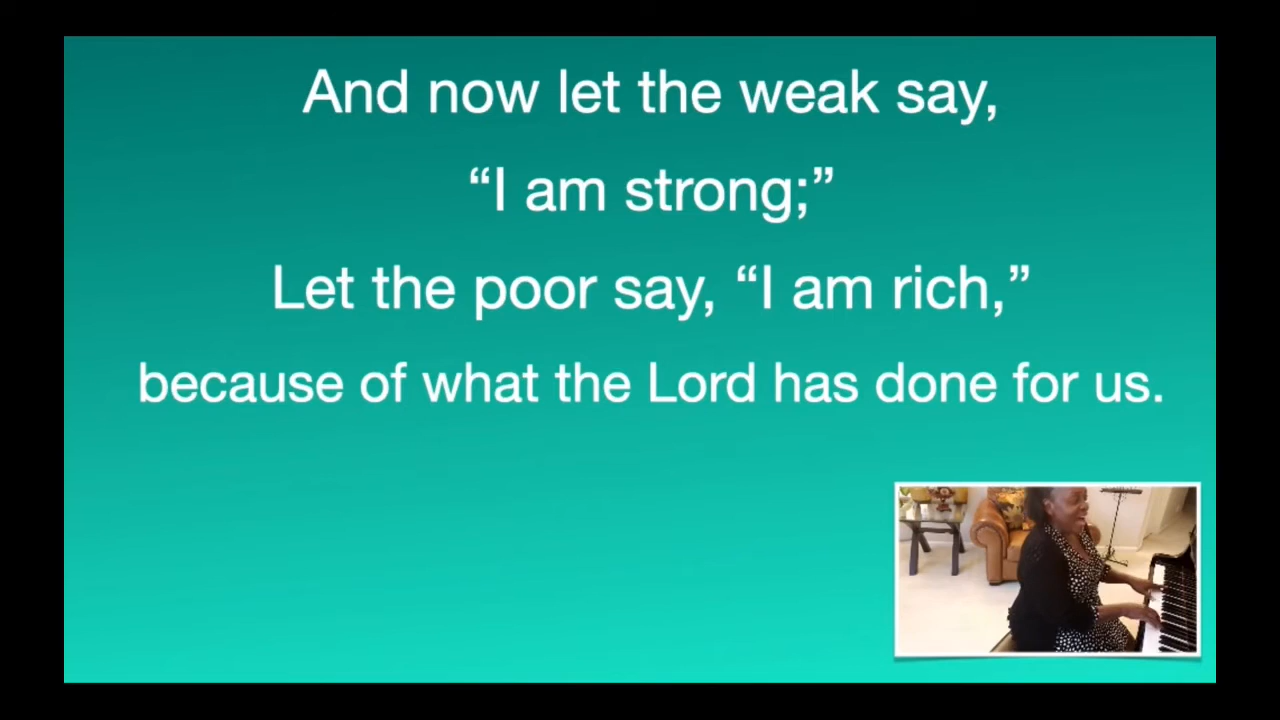 And now let the weak say,
“I am strong;”
Let the poor say, “I am rich,”
because of what the Lord has done for us.